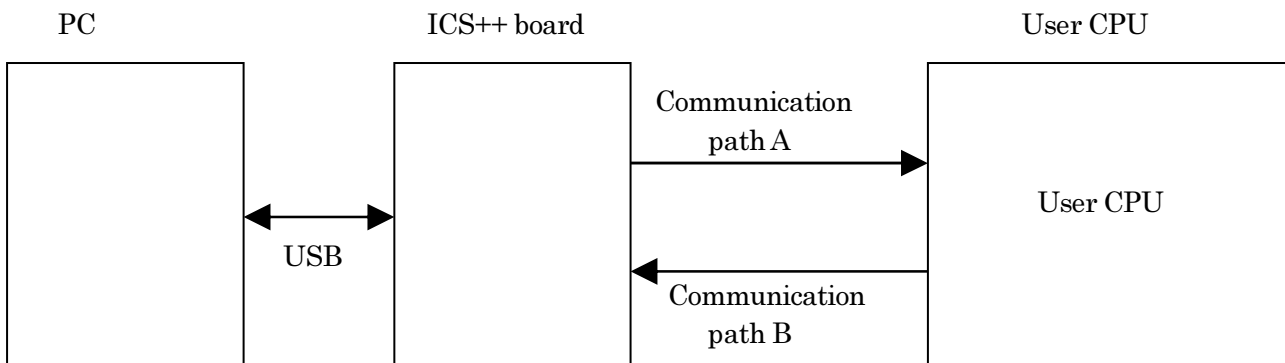 PC
ICS++ board
User CPU
Communication
path A
User CPU
USB
Communication
path B